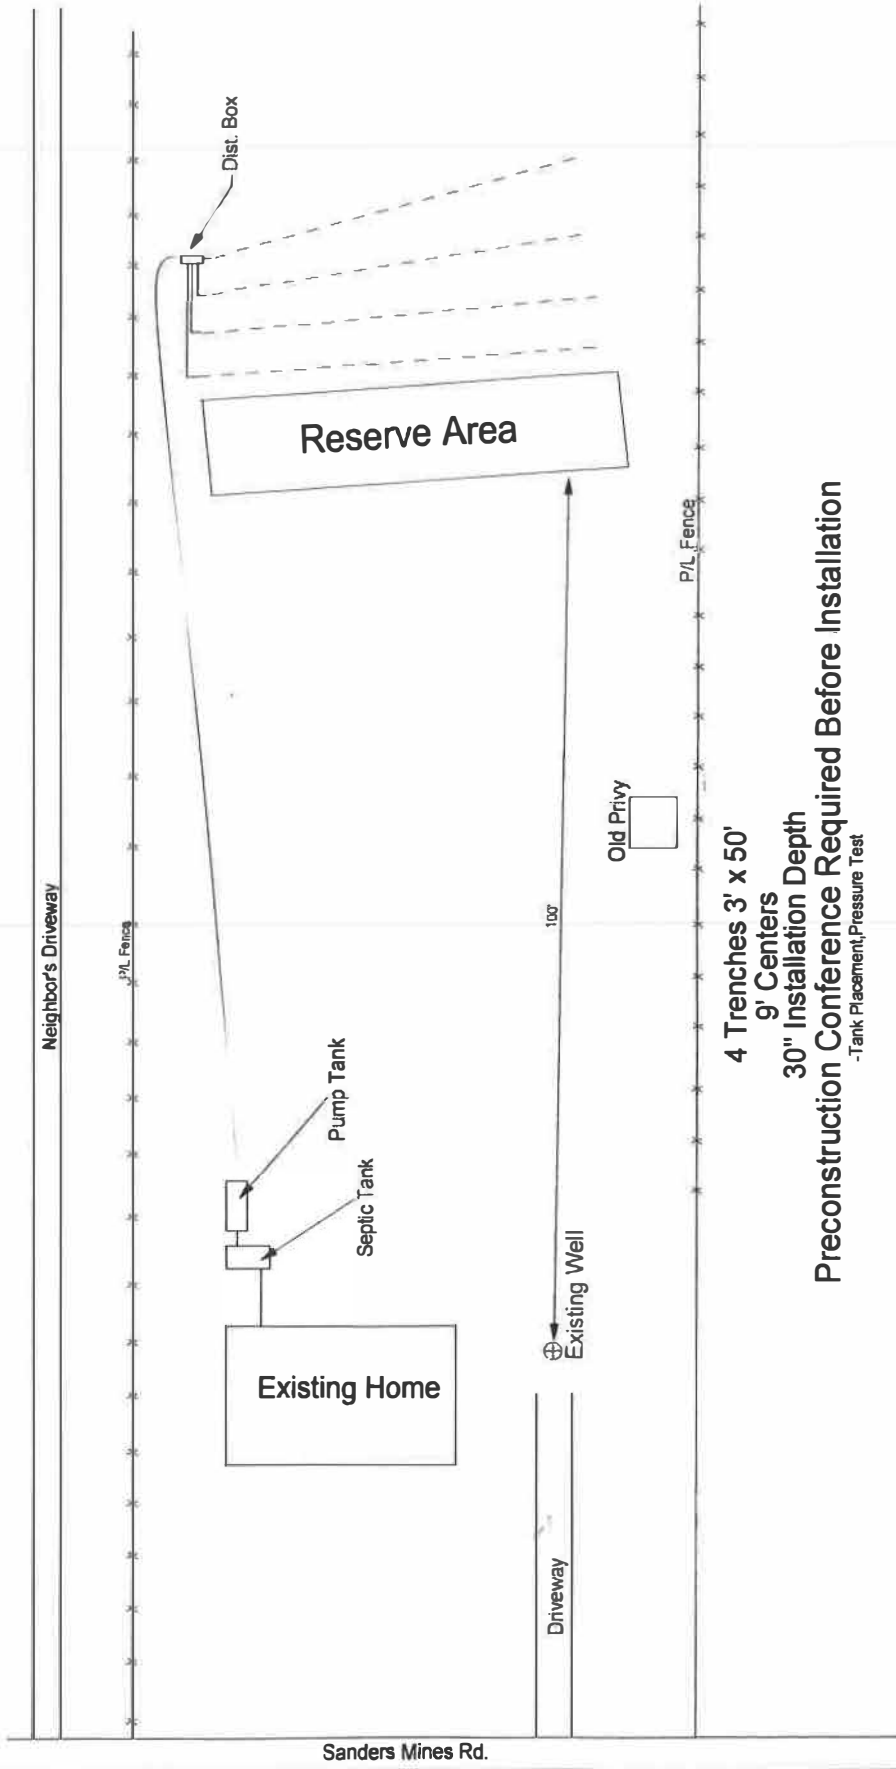 Neighbor's Driveway
P/L Fence
Dist. Box
Reserve Area
P/L Fence
Old Privy
100'
Pump Tank
Septic Tank
Existing Home
Existing Well
Driveway
Sanders Mines Rd.
4 Trenches 3' x 50'
9' Centers
30" Installation Depth
Preconstruction Conference Required Before Installation
-Tank Placement,Pressure Test